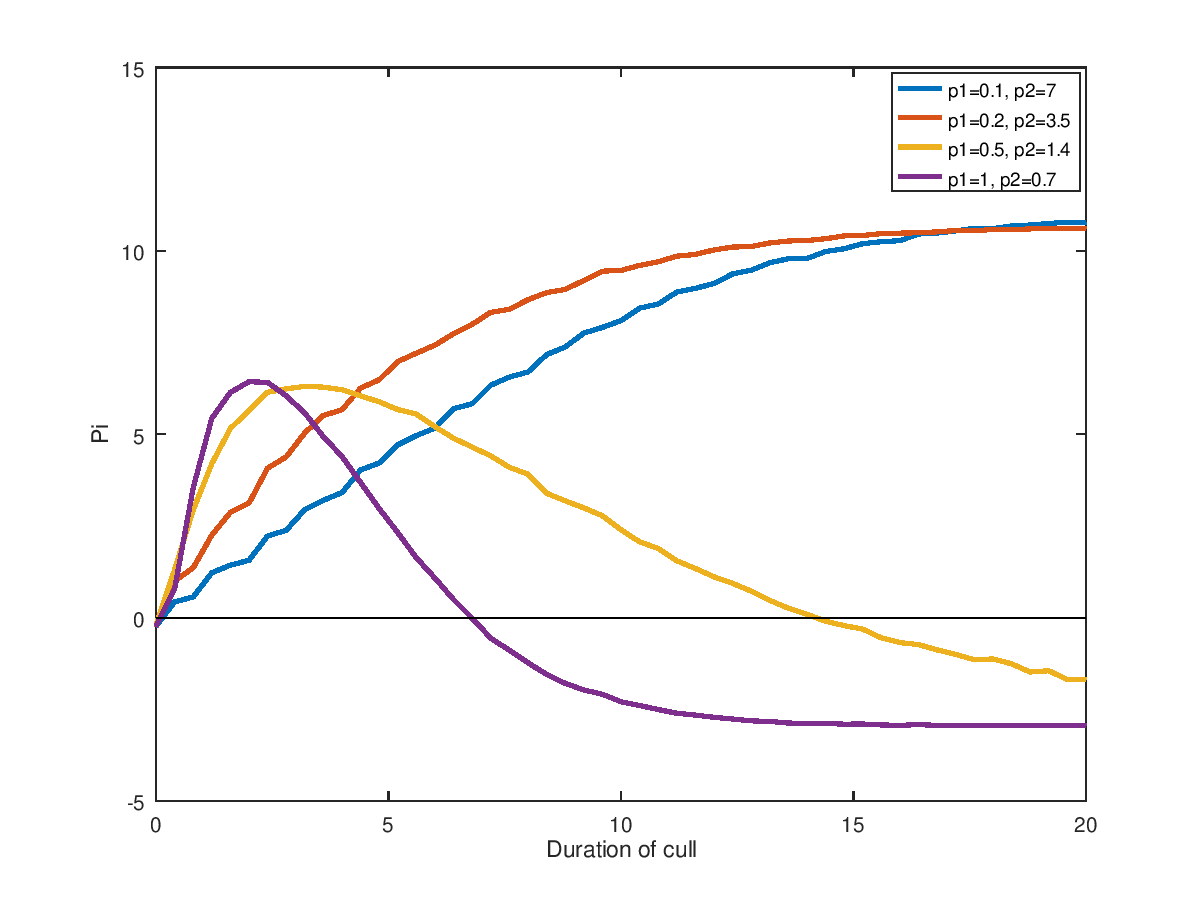 15
p1=0.1, p2=7
p1=0.2, p2=3.5
p1=0.5, p2=1.4
p1=1, p2=0.7
10
Pi
5
0
-5
0 5 10 15 20
Duration of cull